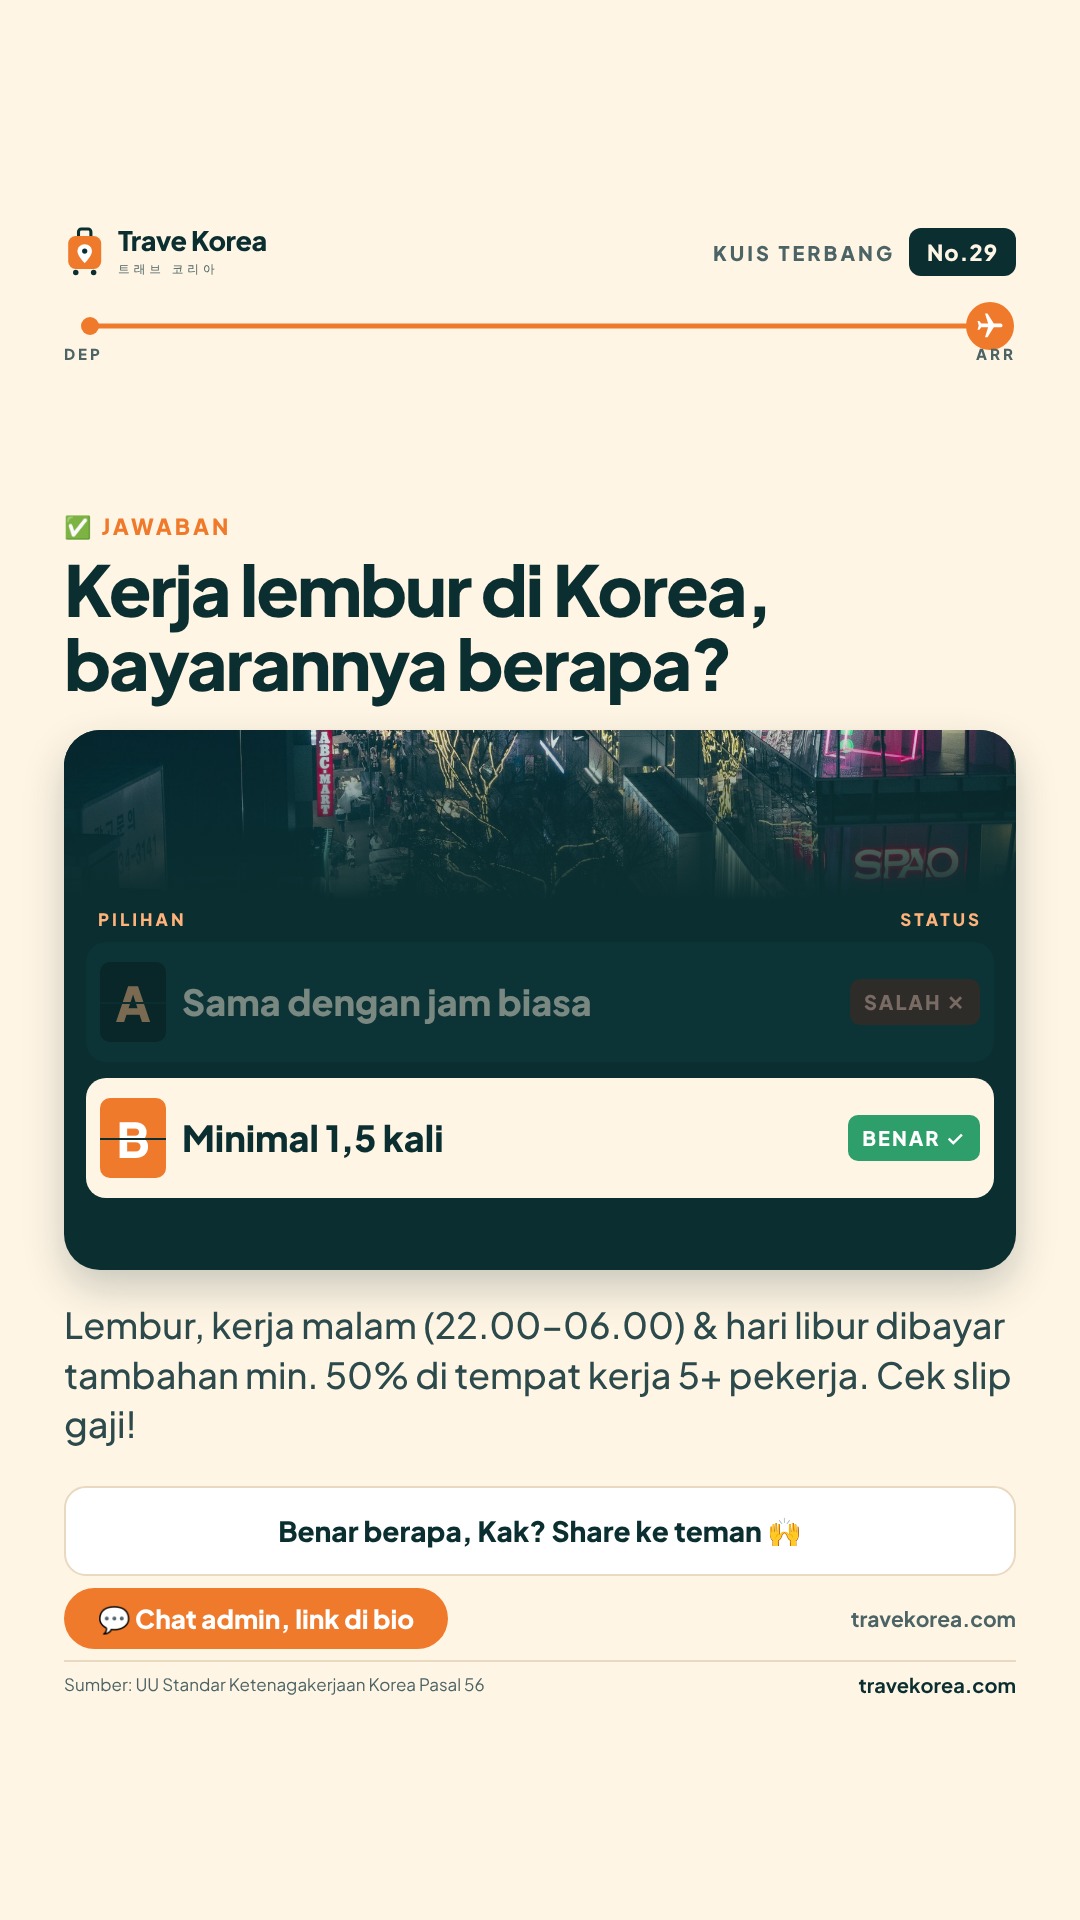 Trave Korea
트래브 코리아
KUIS TERBANG No.29
DEP ARR
✅ JAWABAN
Kerja lembur di Korea,
bayarannya berapa?
ABC-MART
SPAO
PILIHAN STATUS
A Sama dengan jam biasa SALAH ✕
B Minimal 1,5 kali BENAR ✓
Lembur, kerja malam (22.00–06.00) & hari libur dibayar
tambahan min. 50% di tempat kerja 5+ pekerja. Cek slip
gaji!
Benar berapa, Kak? Share ke teman 🙌
💬 Chat admin, link di bio travekorea.com
Sumber: UU Standar Ketenagakerjaan Korea Pasal 56 travekorea.com